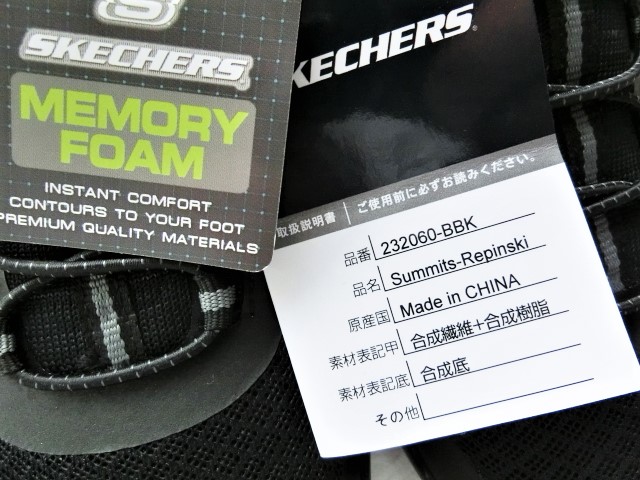 SKECHERS
MEMORY
FOAM
INSTANT COMFORT
CONTOURS TO YOUR FOOT
PREMIUM QUALITY MATERIALS
SKECHERS
取扱説明書 ご使用前に必ずお読みください。
品番 232060-BBK
品名 Summits-Repinski
原産国 Made in CHINA
素材表記甲 合成繊維+合成樹脂
素材表記底 合成底
その他